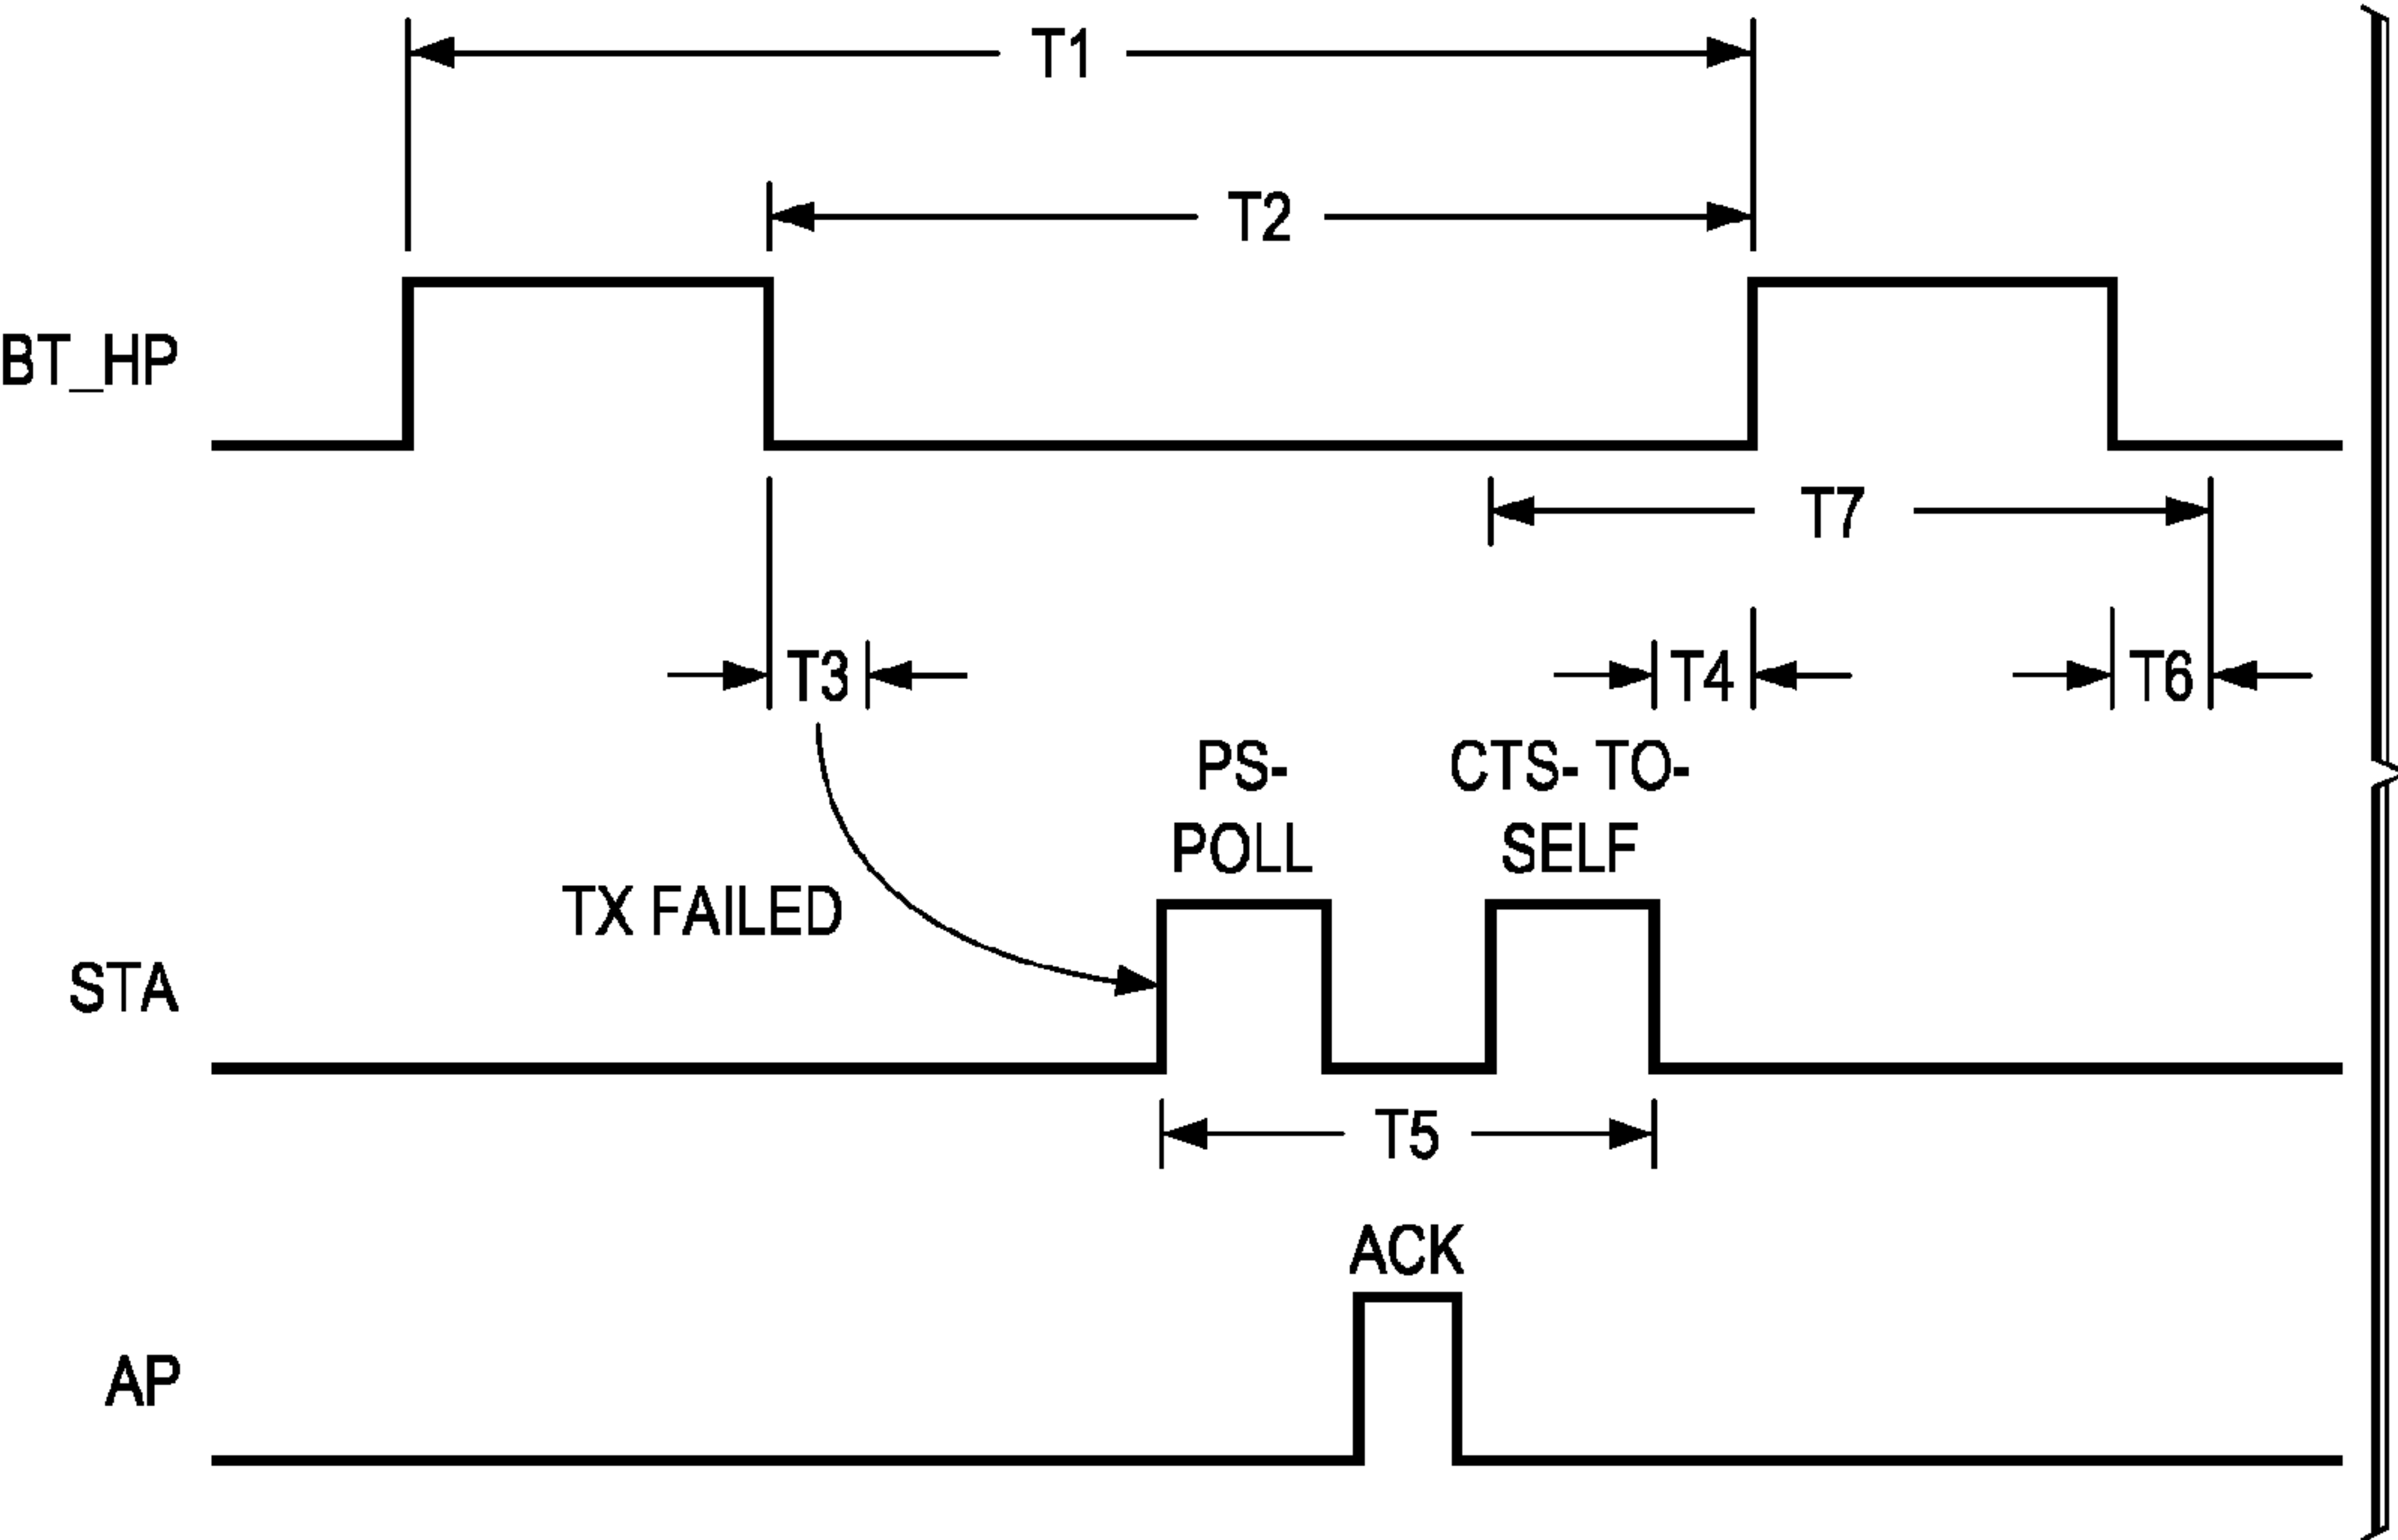 T1
T2
BT_HP
T7
T3
T4
T6
PS-
POLL
CTS- TO-
SELF
TX FAILED
STA
T5
ACK
AP